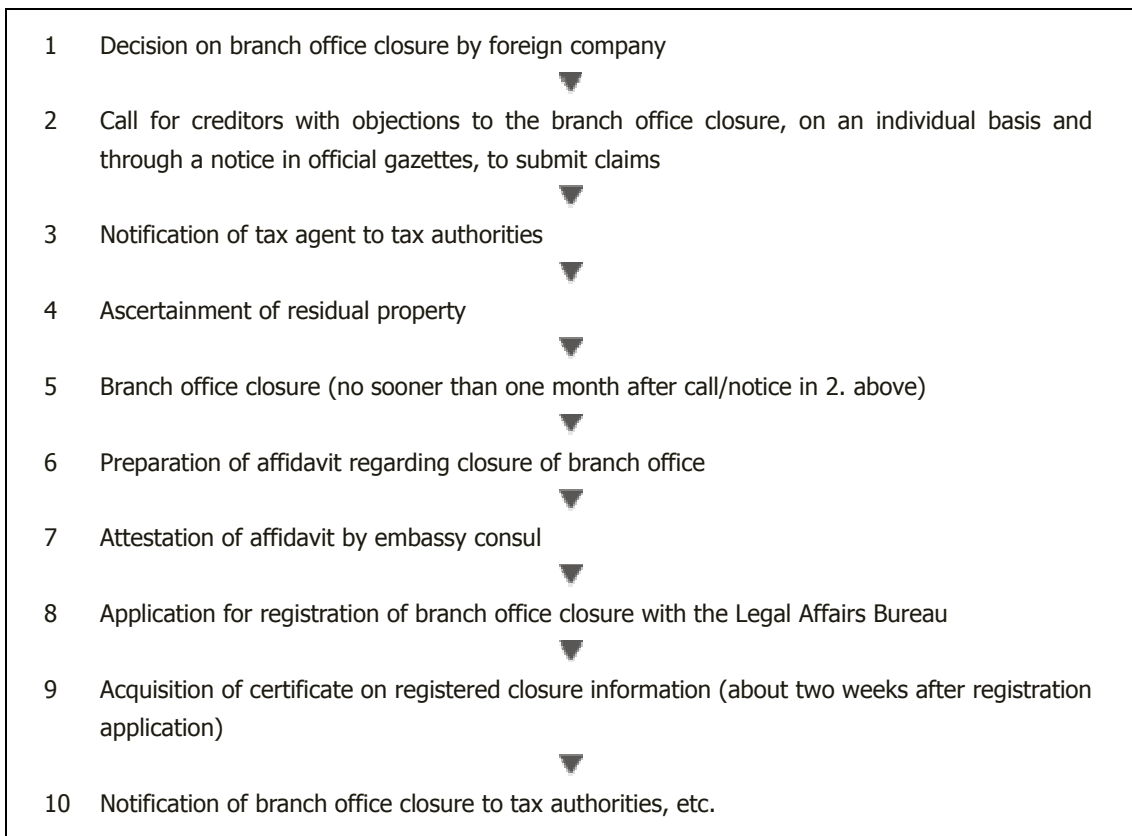 1 Decision on branch office closure by foreign company
2 Call for creditors with objections to the branch office closure, on an individual basis and
through a notice in official gazettes, to submit claims
3 Notification of tax agent to tax authorities
4 Ascertainment of residual property
5 Branch office closure (no sooner than one month after call/notice in 2. above)
6 Preparation of affidavit regarding closure of branch office
7 Attestation of affidavit by embassy consul
8 Application for registration of branch office closure with the Legal Affairs Bureau
9 Acquisition of certificate on registered closure information (about two weeks after registration
application)
10 Notification of branch office closure to tax authorities, etc.